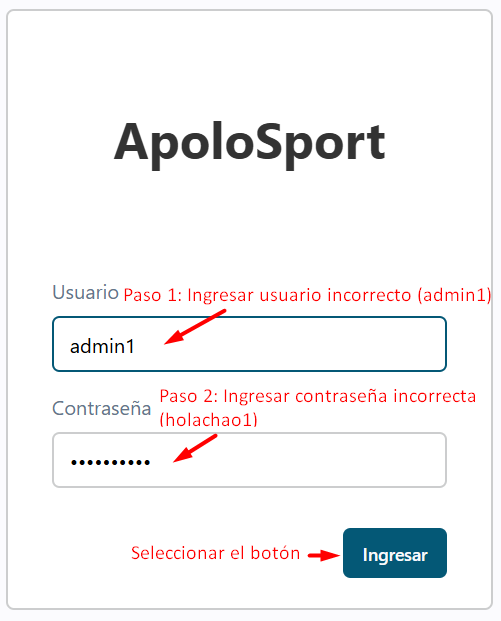 ApoloSport
Usuario
Paso 1: Ingresar usuario incorrecto (admin1)
admin1
Contraseña
Paso 2: Ingresar contraseña incorrecta
(holachao1)
••••••••••
Seleccionar el botón
Ingresar